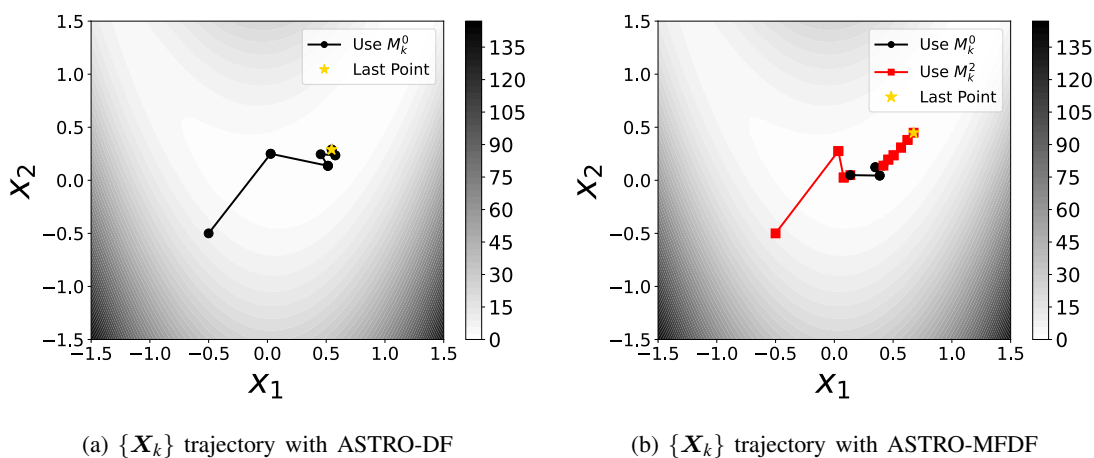 1.5
1.0
0.5
0.0
−0.5
−1.0
−1.5
x₂
−1.5 −1.0 −0.5 0.0 0.5 1.0 1.5
x₁
Use M_k^0
Last Point
135
120
105
90
75
60
45
30
15
0
1.5
1.0
0.5
0.0
−0.5
−1.0
−1.5
x₂
−1.5 −1.0 −0.5 0.0 0.5 1.0 1.5
x₁
Use M_k^0
Use M_k^2
Last Point
135
120
105
90
75
60
45
30
15
0
(a) {X_k} trajectory with ASTRO-DF
(b) {X_k} trajectory with ASTRO-MFDF